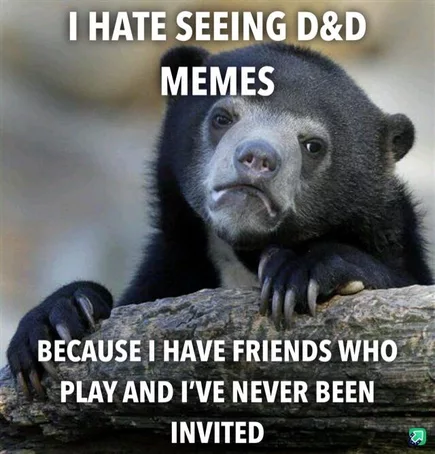 I HATE SEEING D&D
MEMES
BECAUSE I HAVE FRIENDS WHO
PLAY AND I'VE NEVER BEEN
INVITED